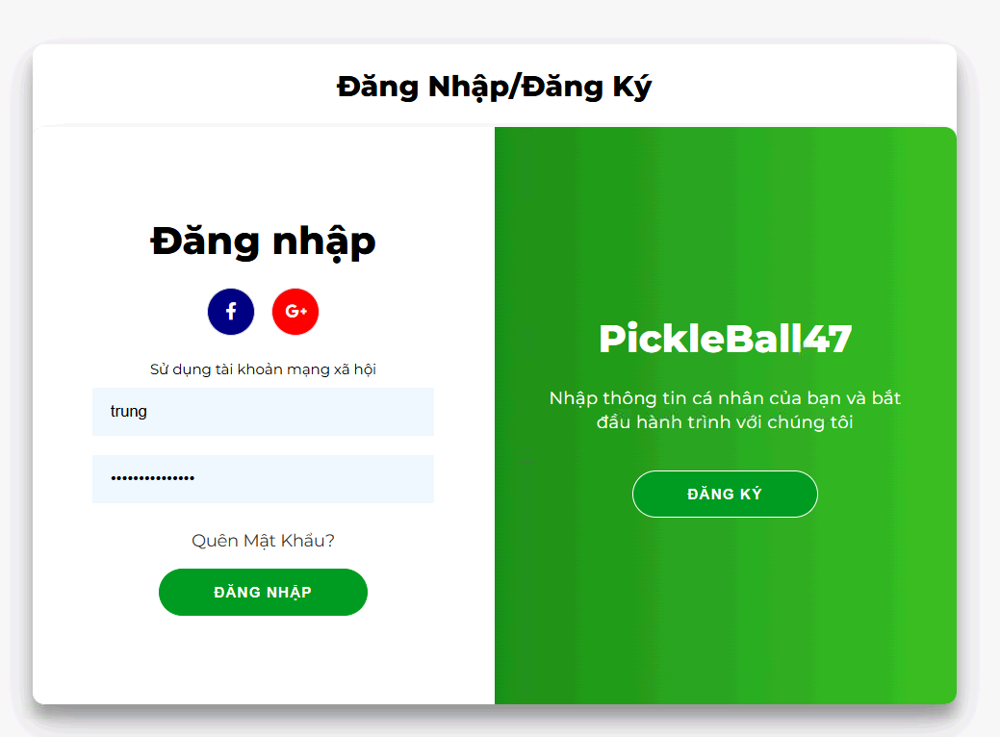 Đăng Nhập/Đăng Ký
Đăng nhập
G+
Sử dụng tài khoản mạng xã hội
trung
•••••••••••••••
Quên Mật Khẩu?
ĐĂNG NHẬP
PickleBall47
Nhập thông tin cá nhân của bạn và bắt
đầu hành trình với chúng tôi
ĐĂNG KÝ